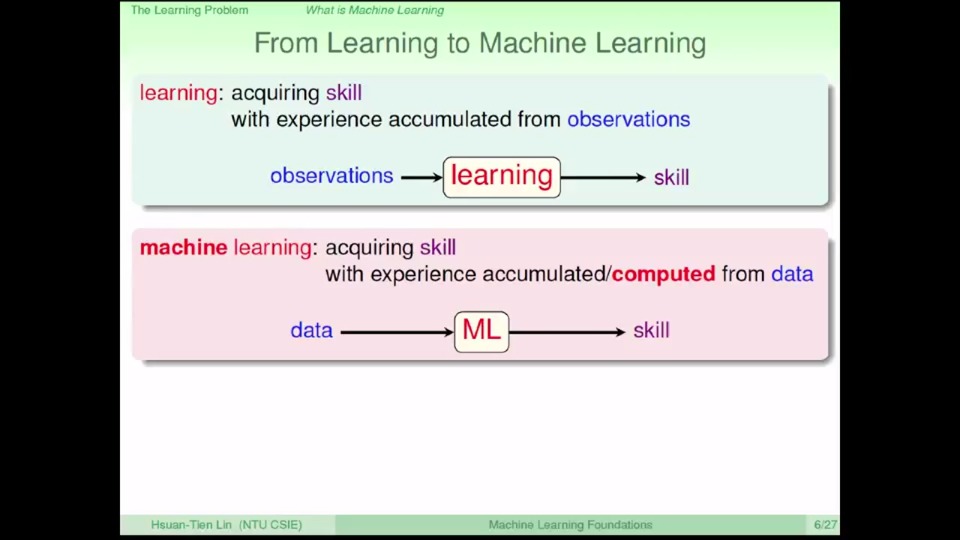 The Learning Problem What is Machine Learning
From Learning to Machine Learning
learning: acquiring skill
with experience accumulated from observations
observations learning skill
machine learning: acquiring skill
with experience accumulated/computed from data
data ML skill
Hsuan-Tien Lin (NTU CSIE) Machine Learning Foundations 6/27